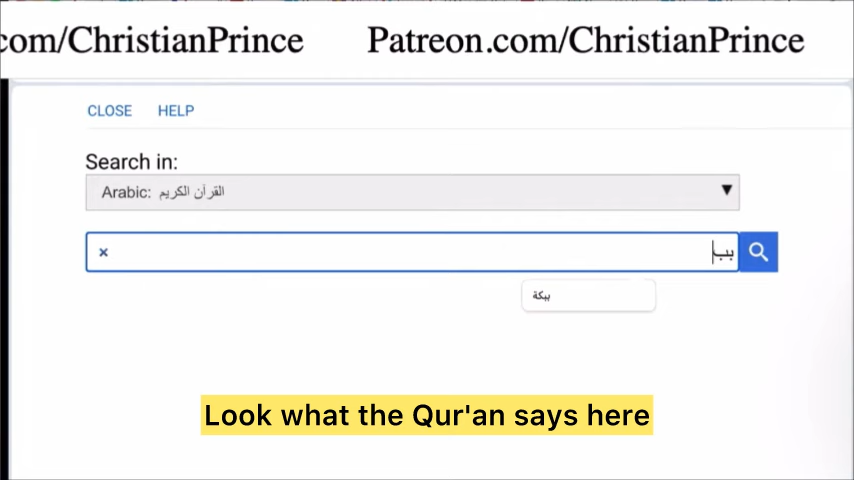 com/ChristianPrince Patreon.com/ChristianPrince
CLOSE HELP
Search in:
Arabic: القرآن الكريم
بب
ببكة
Look what the Qur'an says here